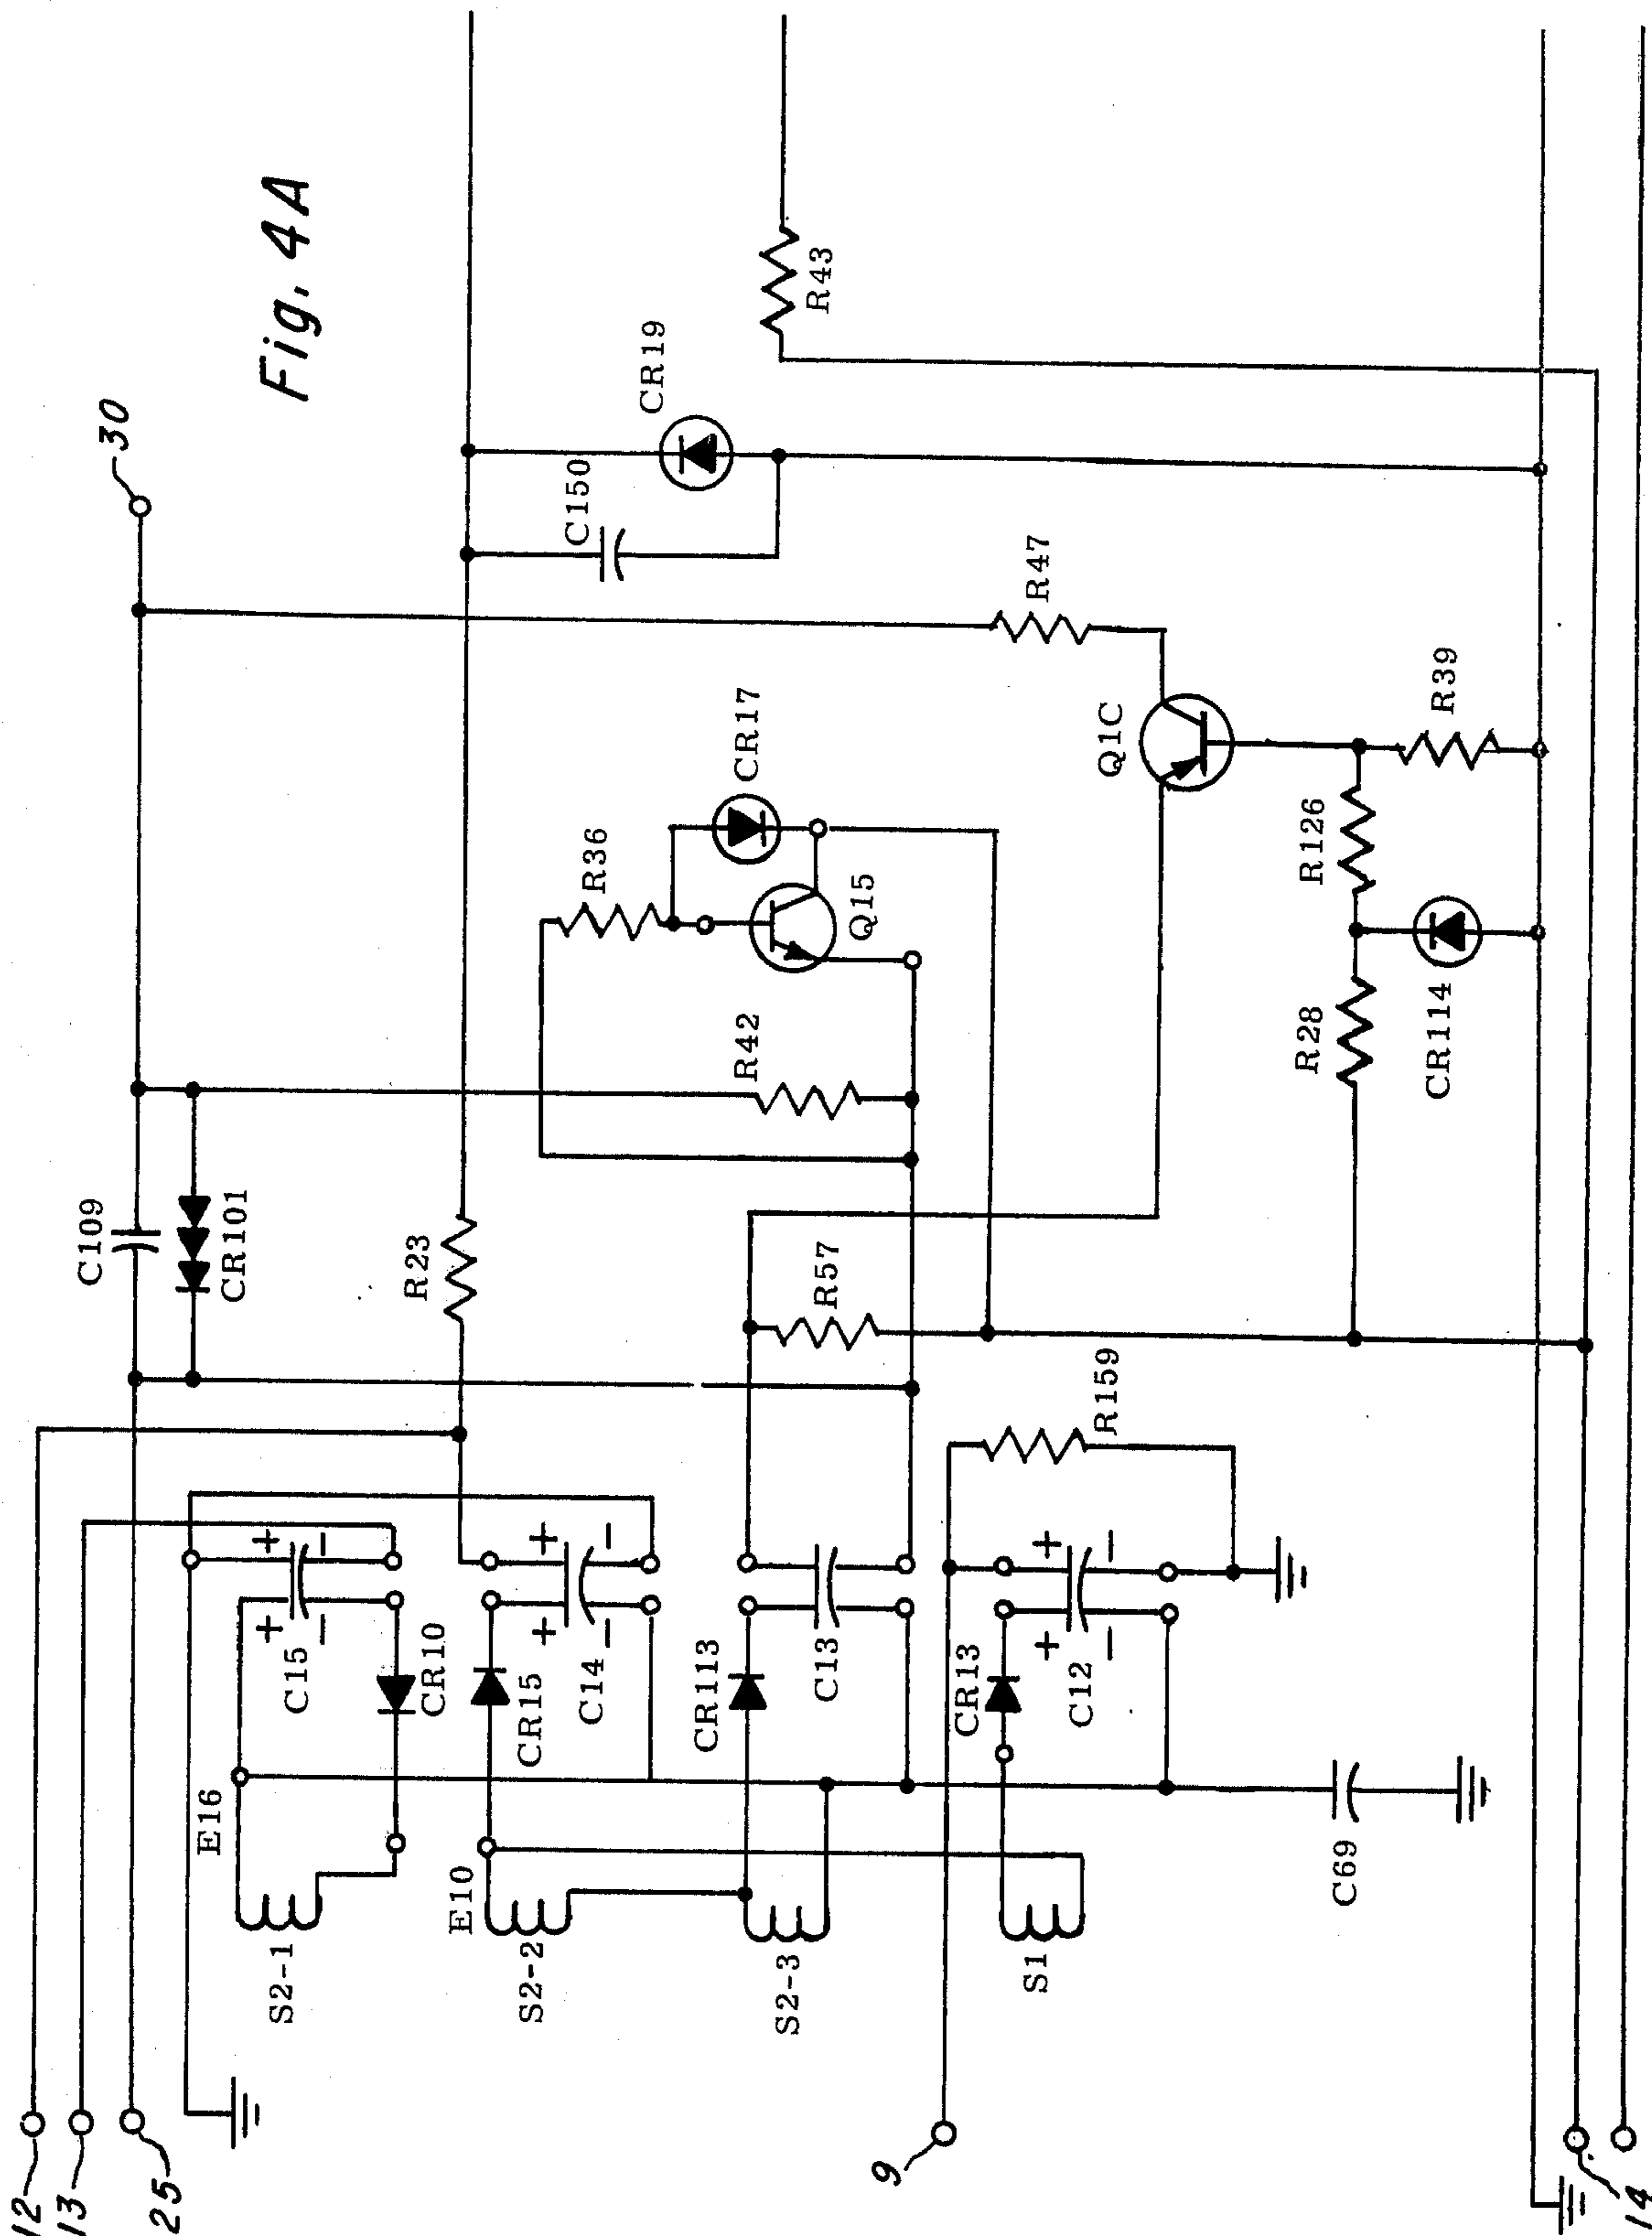 Fig. 4A
12
13
25
30
C109
CR101
R23
R42
R36
CR17
Q15
C150
CR19
R43
R47
Q1C
R39
R126
R28
CR114
R57
R159
E16
S2-1
C15
+
-
+
-
CR10
E10
S2-2
CR15
C14
+
-
+
-
S2-3
CR113
C13
S1
CR13
C12
+
-
+
-
C69
9
14